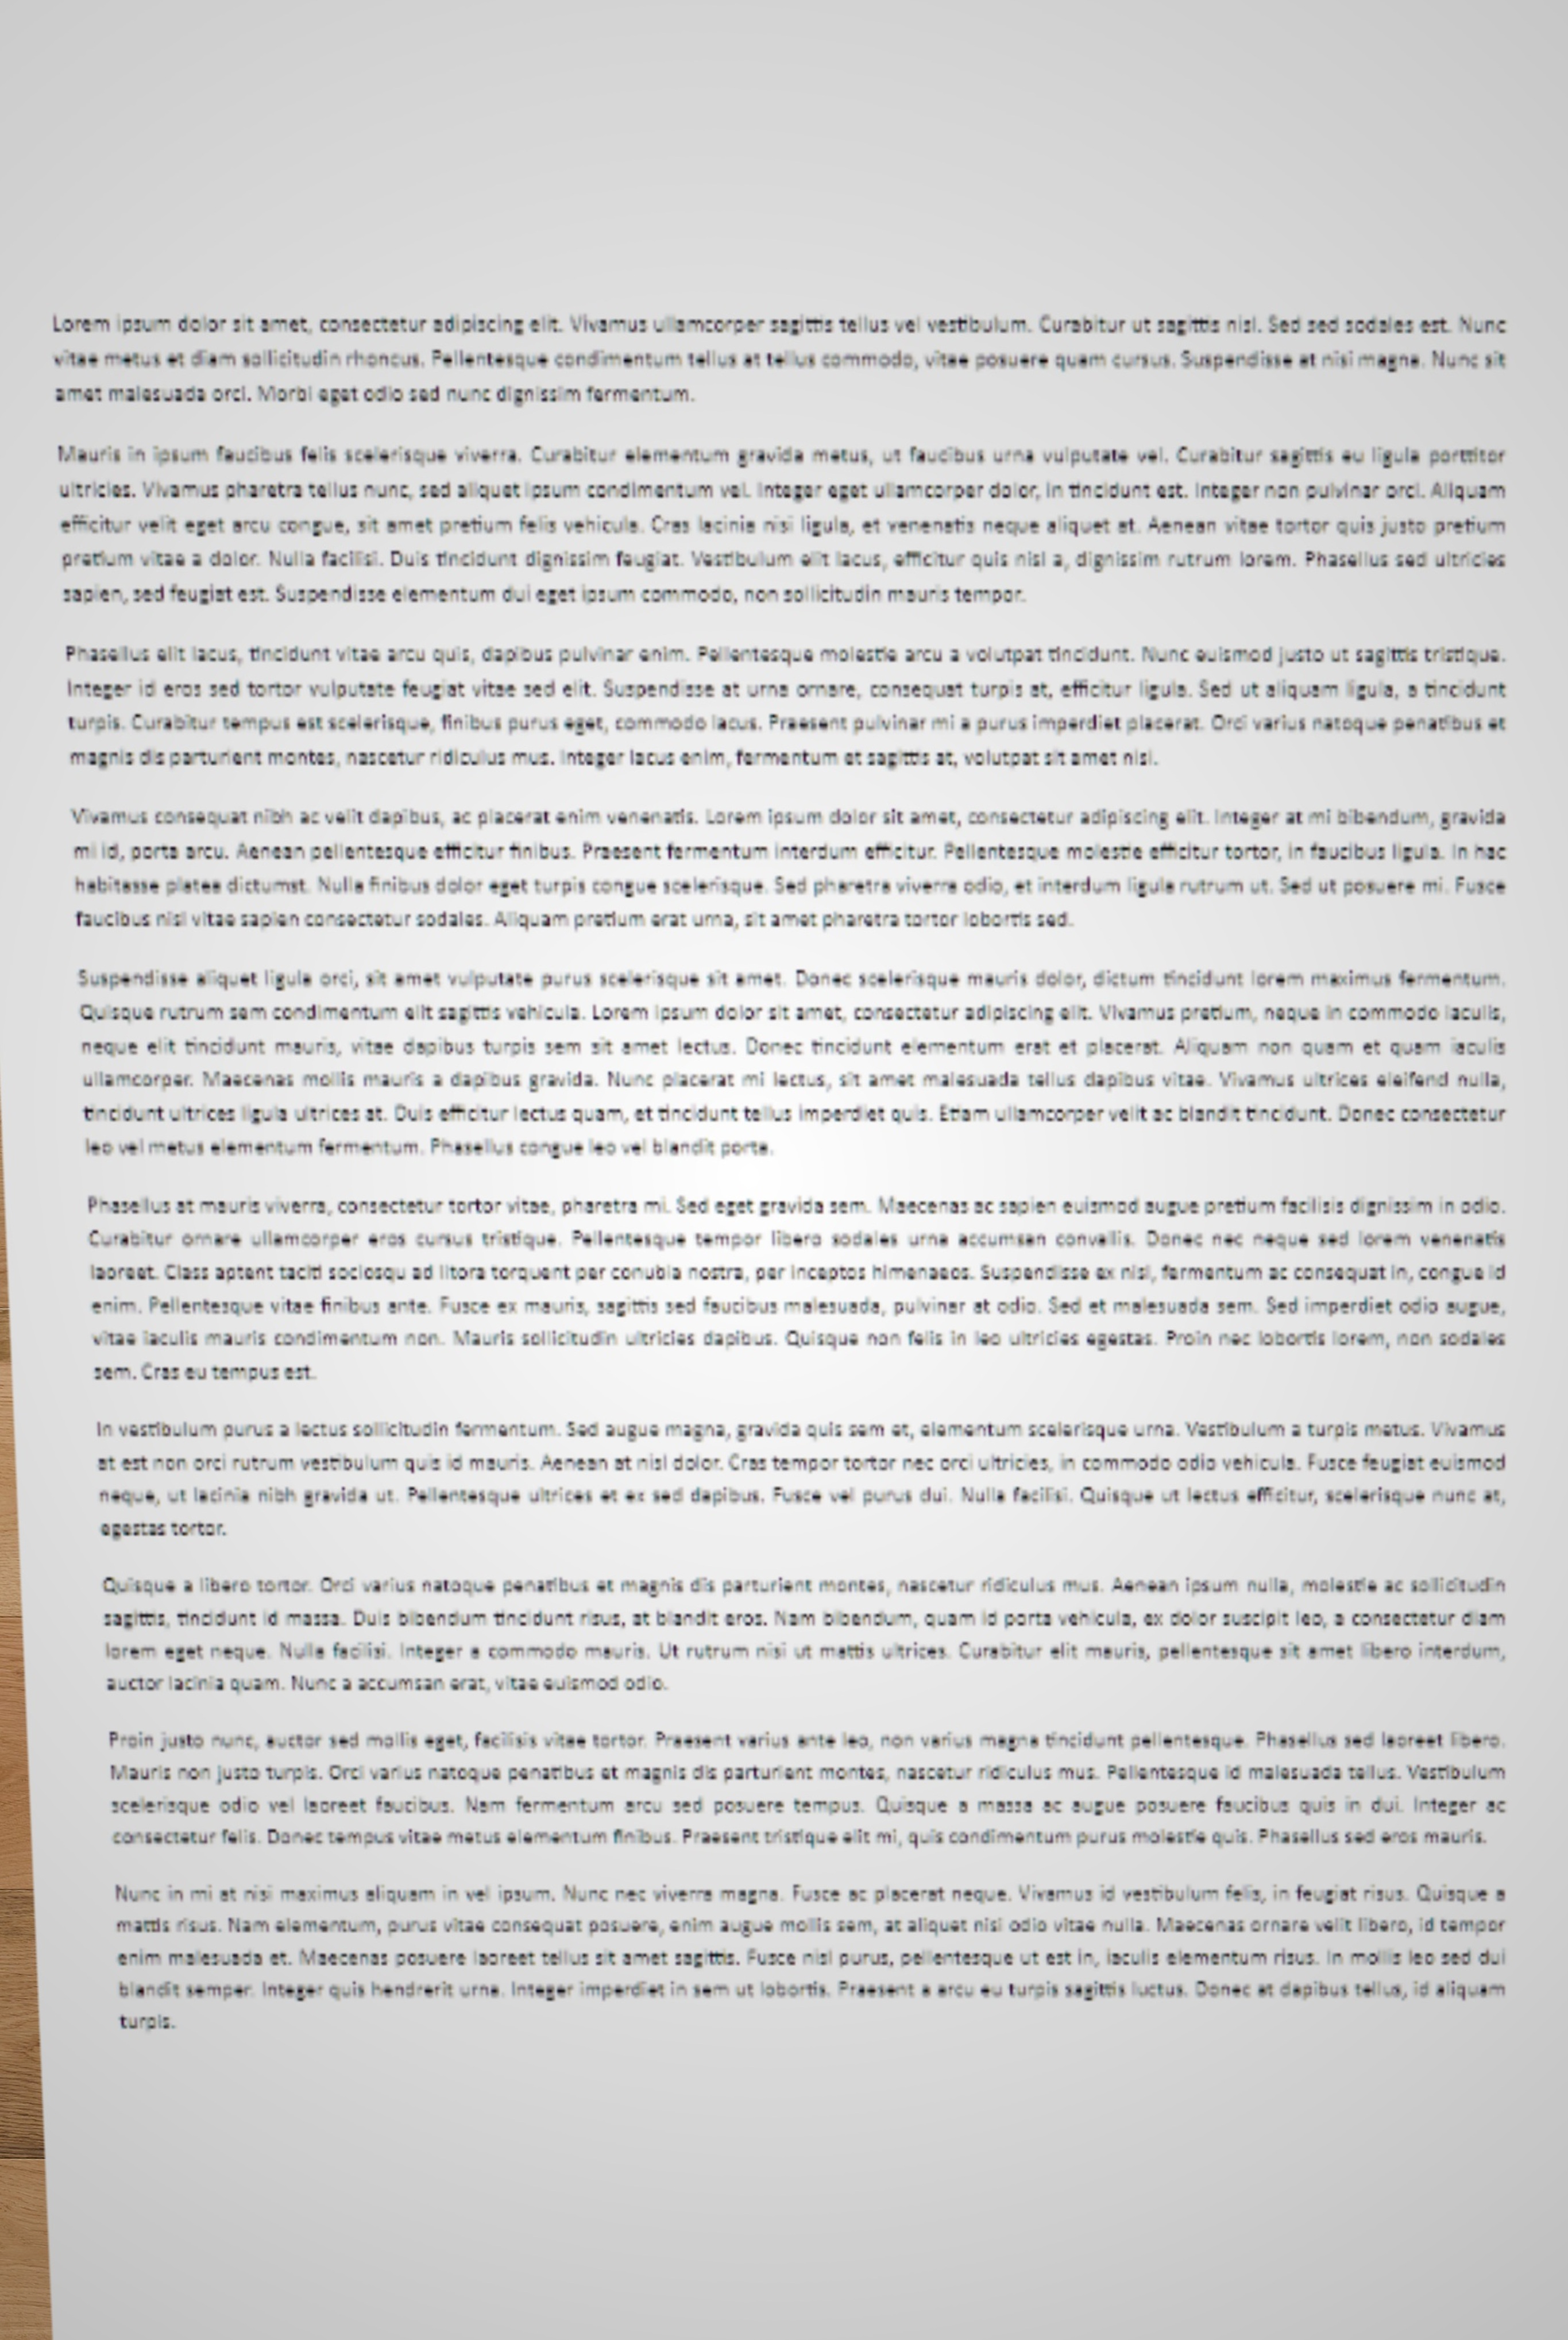 Lorem ipsum dolor sit amet, consectetur adipiscing elit. Vivamus ullamcorper sagittis tellus vel vestibulum. Curabitur ut sagittis nisl. Sed sed sodales est. Nunc
vitae metus et diam sollicitudin rhoncus. Pellentesque condimentum tellus at tellus commodo, vitae posuere quam cursus. Suspendisse at nisi magna. Nunc sit
amet malesuada orci. Morbi eget odio sed nunc dignissim fermentum.
Mauris in ipsum faucibus felis scelerisque viverra. Curabitur elementum gravida metus, ut faucibus urna vulputate vel. Curabitur sagittis eu ligula porttitor
ultricies. Vivamus pharetra tellus nunc, sed aliquet ipsum condimentum vel. Integer eget ullamcorper dolor, in tincidunt est. Integer non pulvinar orci. Aliquam
efficitur velit eget arcu congue, sit amet pretium felis vehicula. Cras lacinia nisi ligula, et venenatis neque aliquet at. Aenean vitae tortor quis justo pretium
pretium vitae a dolor. Nulla facilisi. Duis tincidunt dignissim feugiat. Vestibulum elit lacus, efficitur quis nisl a, dignissim rutrum lorem. Phasellus sed ultricies
sapien, sed feugiat est. Suspendisse elementum dui eget ipsum commodo, non sollicitudin mauris tempor.
Phasellus elit lacus, tincidunt vitae arcu quis, dapibus pulvinar enim. Pellentesque molestie arcu a volutpat tincidunt. Nunc euismod justo ut sagittis tristique.
Integer id eros sed tortor vulputate feugiat vitae sed elit. Suspendisse at urna ornare, consequat turpis at, efficitur ligula. Sed ut aliquam ligula, a tincidunt
turpis. Curabitur tempus est scelerisque, finibus purus eget, commodo lacus. Praesent pulvinar mi a purus imperdiet placerat. Orci varius natoque penatibus et
magnis dis parturient montes, nascetur ridiculus mus. Integer lacus enim, fermentum et sagittis at, volutpat sit amet nisl.
Vivamus consequat nibh ac velit dapibus, ac placerat enim venenatis. Lorem ipsum dolor sit amet, consectetur adipiscing elit. Integer at mi bibendum, gravida
mi id, porta arcu. Aenean pellentesque efficitur finibus. Praesent fermentum interdum efficitur. Pellentesque molestie efficitur tortor, in faucibus ligula. In hac
habitasse platea dictumst. Nulla finibus dolor eget turpis congue scelerisque. Sed pharetra viverra odio, et interdum ligula rutrum ut. Sed ut posuere mi. Fusce
faucibus nisl vitae sapien consectetur sodales. Aliquam pretium erat urna, sit amet pharetra tortor lobortis sed.
Suspendisse aliquet ligula orci, sit amet vulputate purus scelerisque sit amet. Donec scelerisque mauris dolor, dictum tincidunt lorem maximus fermentum.
Quisque rutrum sem condimentum elit sagittis vehicula. Lorem ipsum dolor sit amet, consectetur adipiscing elit. Vivamus pretium, neque in commodo iaculis,
neque elit tincidunt mauris, vitae dapibus turpis sem sit amet lectus. Donec tincidunt elementum erat et placerat. Aliquam non quam et quam iaculis
ullamcorper. Maecenas mollis mauris a dapibus gravida. Nunc placerat mi lectus, sit amet malesuada tellus dapibus vitae. Vivamus ultrices eleifend nulla,
tincidunt ultrices ligula ultrices at. Duis efficitur lectus quam, et tincidunt tellus imperdiet quis. Etiam ullamcorper velit ac blandit tincidunt. Donec consectetur
leo vel metus elementum fermentum. Phasellus congue leo vel blandit porta.
Phasellus at mauris viverra, consectetur tortor vitae, pharetra mi. Sed eget gravida sem. Maecenas ac sapien euismod augue pretium facilisis dignissim in odio.
Curabitur ornare ullamcorper eros cursus tristique. Pellentesque tempor libero sodales urna accumsan convallis. Donec nec neque sed lorem venenatis
laoreet. Class aptent taciti sociosqu ad litora torquent per conubia nostra, per inceptos himenaeos. Suspendisse ex nisl, fermentum ac consequat in, congue id
enim. Pellentesque vitae finibus ante. Fusce ex mauris, sagittis sed faucibus malesuada, pulvinar at odio. Sed et malesuada sem. Sed imperdiet odio augue,
vitae iaculis mauris condimentum non. Mauris sollicitudin ultricies dapibus. Quisque non felis in leo ultricies egestas. Proin nec lobortis lorem, non sodales
sem. Cras eu tempus est.
In vestibulum purus a lectus sollicitudin fermentum. Sed augue magna, gravida quis sem et, elementum scelerisque urna. Vestibulum a turpis metus. Vivamus
at est non orci rutrum vestibulum quis id mauris. Aenean at nisl dolor. Cras tempor tortor nec orci ultricies, in commodo odio vehicula. Fusce feugiat euismod
neque, ut lacinia nibh gravida ut. Pellentesque ultrices et ex sed dapibus. Fusce vel purus dui. Nulla facilisi. Quisque ut lectus efficitur, scelerisque nunc at,
egestas tortor.
Quisque a libero tortor. Orci varius natoque penatibus et magnis dis parturient montes, nascetur ridiculus mus. Aenean ipsum nulla, molestie ac sollicitudin
sagittis, tincidunt id massa. Duis bibendum tincidunt risus, at blandit eros. Nam bibendum, quam id porta vehicula, ex dolor suscipit leo, a consectetur diam
lorem eget neque. Nulla facilisi. Integer a commodo mauris. Ut rutrum nisi ut mattis ultrices. Curabitur elit mauris, pellentesque sit amet libero interdum,
auctor lacinia quam. Nunc a accumsan erat, vitae euismod odio.
Proin justo nunc, auctor sed mollis eget, facilisis vitae tortor. Praesent varius ante leo, non varius magna tincidunt pellentesque. Phasellus sed laoreet libero.
Mauris non justo turpis. Orci varius natoque penatibus et magnis dis parturient montes, nascetur ridiculus mus. Pellentesque id malesuada tellus. Vestibulum
scelerisque odio vel laoreet faucibus. Nam fermentum arcu sed posuere tempus. Quisque a massa ac augue posuere faucibus quis in dui. Integer ac
consectetur felis. Donec tempus vitae metus elementum finibus. Praesent tristique elit mi, quis condimentum purus molestie quis. Phasellus sed eros mauris.
Nunc in mi at nisi maximus aliquam in vel ipsum. Nunc nec viverra magna. Fusce ac placerat neque. Vivamus id vestibulum felis, in feugiat risus. Quisque a
mattis risus. Nam elementum, purus vitae consequat posuere, enim augue mollis sem, at aliquet nisi odio vitae nulla. Maecenas ornare velit libero, id tempor
enim malesuada et. Maecenas posuere laoreet tellus sit amet sagittis. Fusce nisl purus, pellentesque ut est in, iaculis elementum risus. In mollis leo sed dui
blandit semper. Integer quis hendrerit urna. Integer imperdiet in sem ut lobortis. Praesent a arcu eu turpis sagittis luctus. Donec at dapibus tellus, id aliquam
turpis.